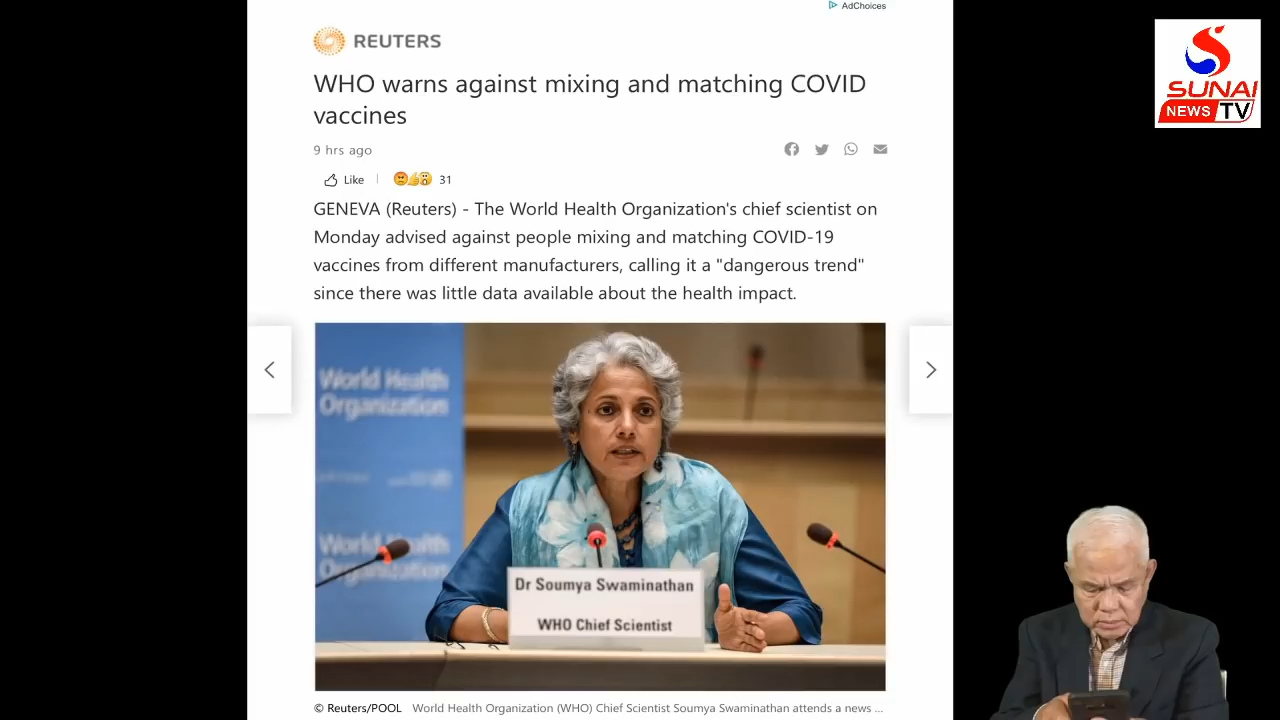 AdChoices
REUTERS
WHO warns against mixing and matching COVID
vaccines
9 hrs ago
Like
31
GENEVA (Reuters) - The World Health Organization's chief scientist on
Monday advised against people mixing and matching COVID-19
vaccines from different manufacturers, calling it a "dangerous trend"
since there was little data available about the health impact.
World Health
Organization
World Health
Organization
Dr Soumya Swaminathan
WHO Chief Scientist
© Reuters/POOL World Health Organization (WHO) Chief Scientist Soumya Swaminathan attends a news ...
SUNAI
NEWS TV